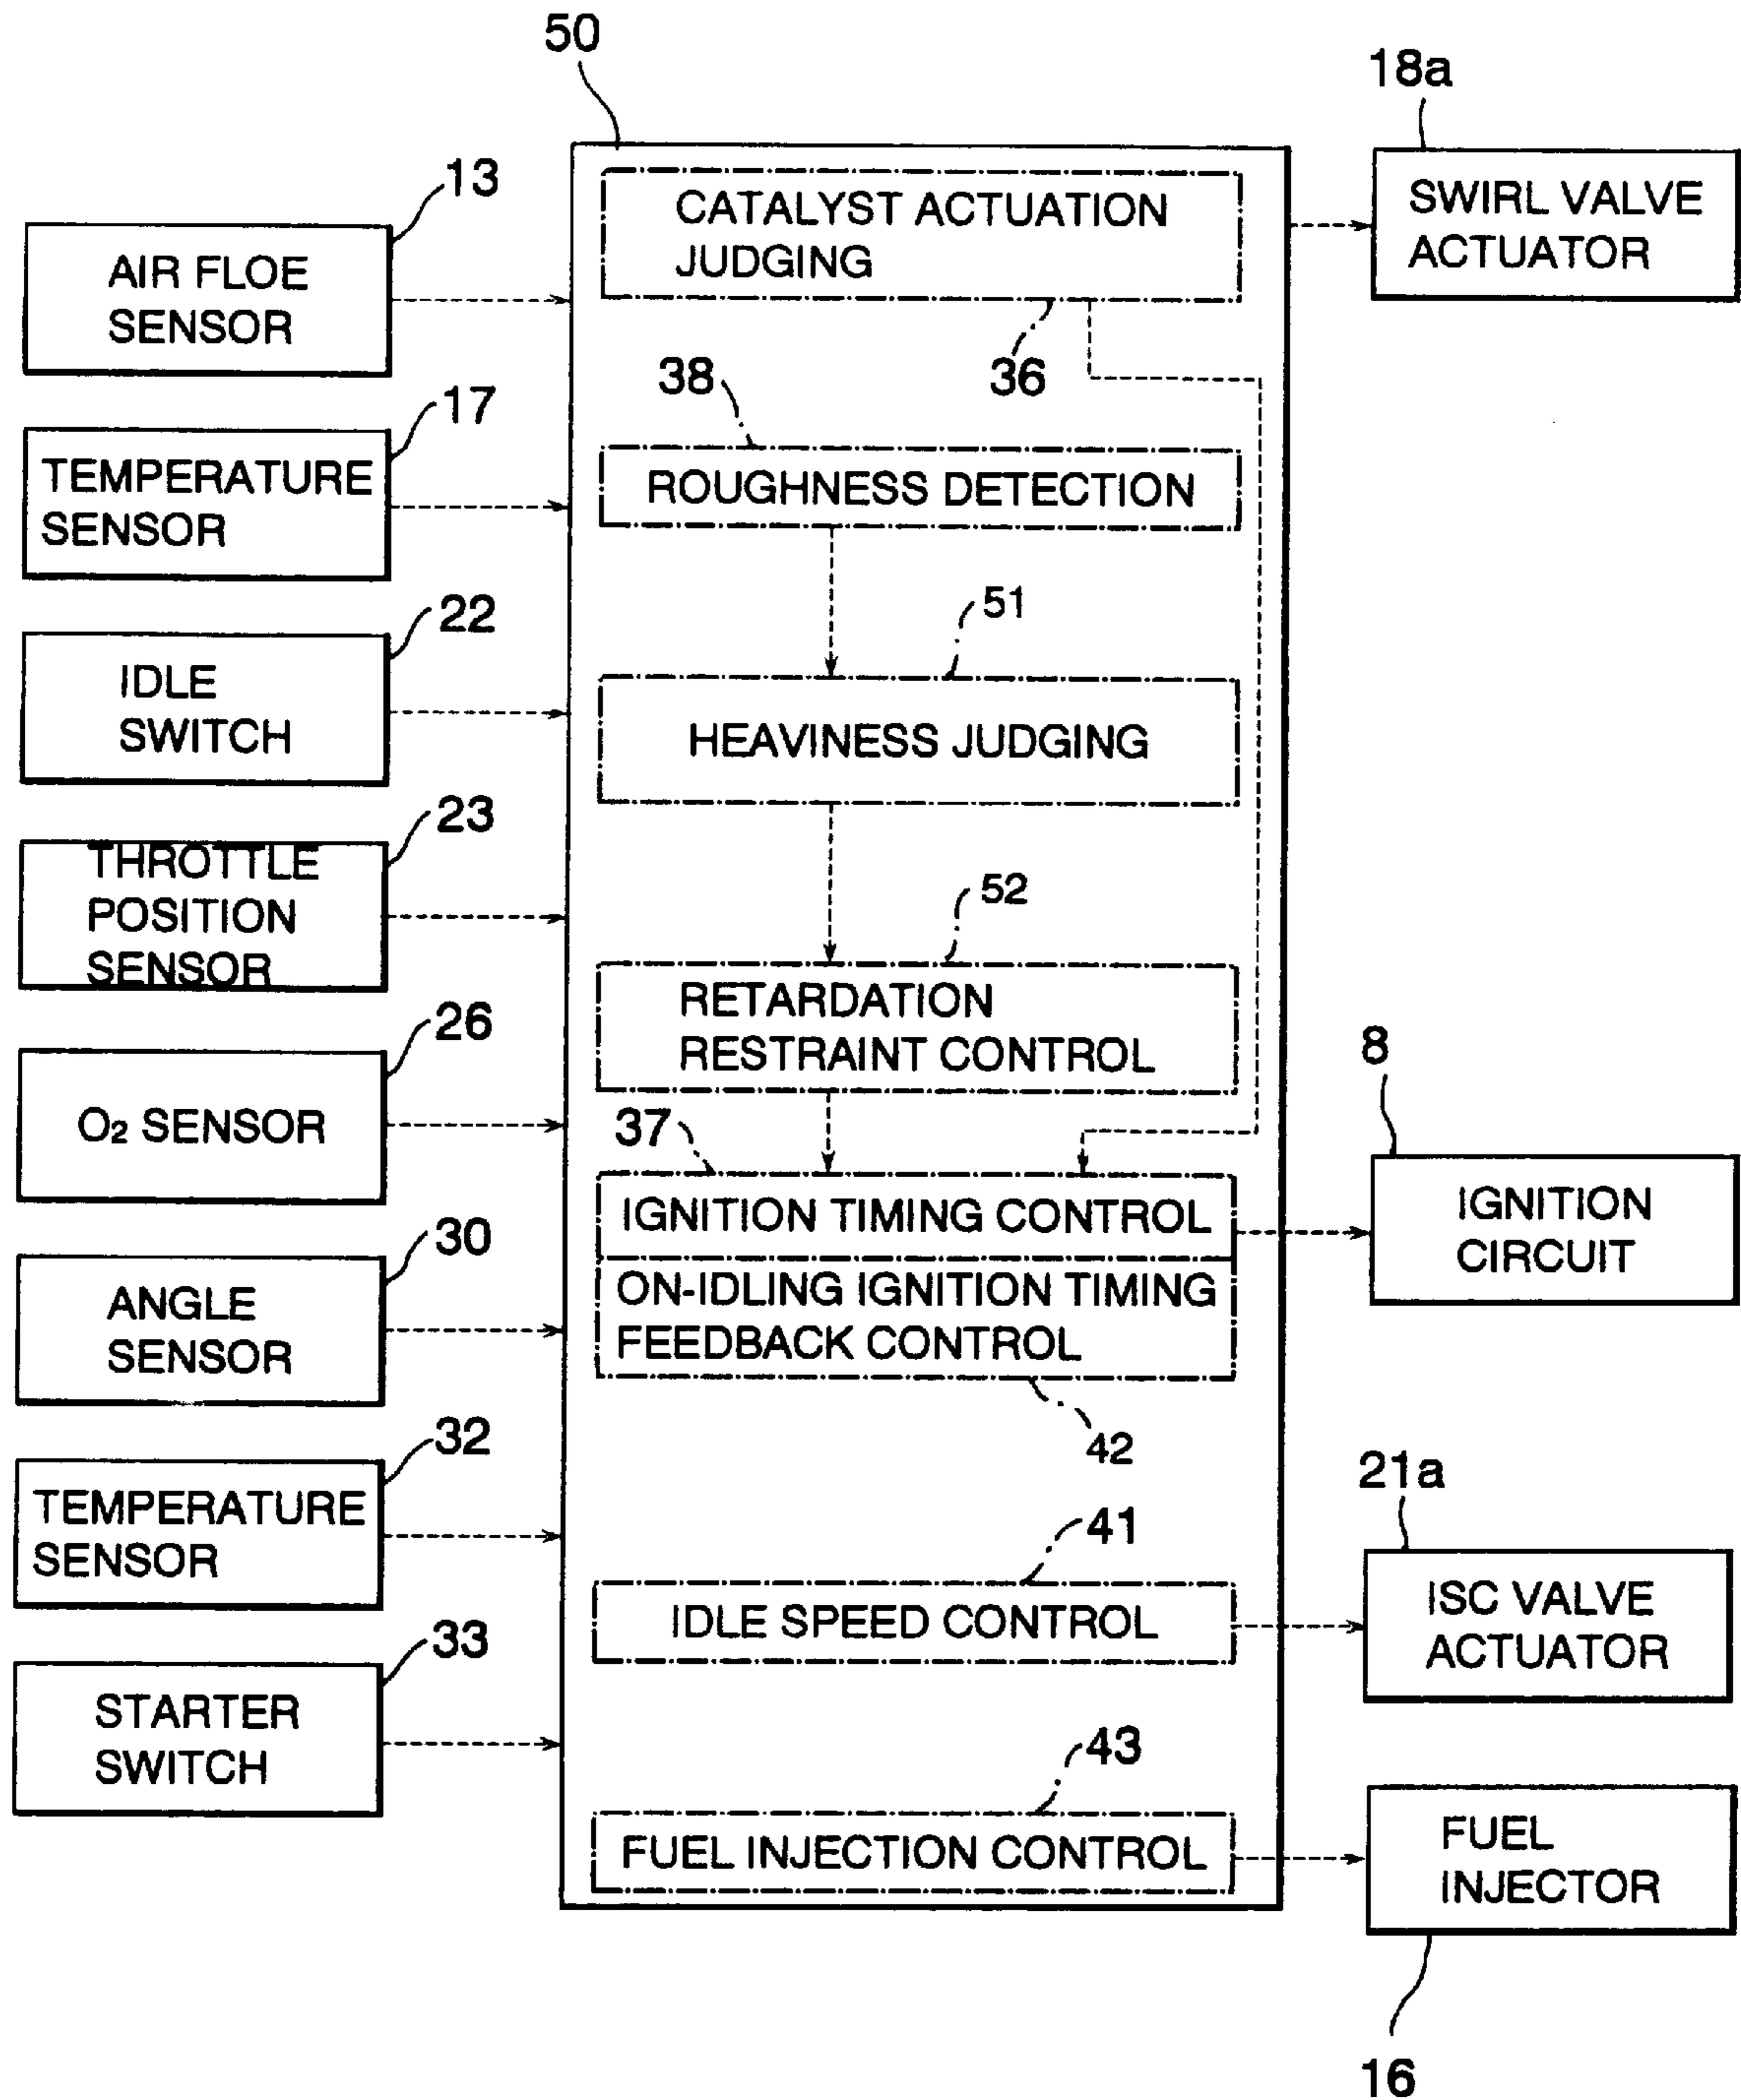 50
18a
13
CATALYST ACTUATION
JUDGING
SWIRL VALVE
ACTUATOR
AIR FLOE
SENSOR
36
38
17
TEMPERATURE
SENSOR
ROUGHNESS DETECTION
51
22
IDLE
SWITCH
HEAVINESS JUDGING
23
THROTTLE
POSITION
SENSOR
52
RETARDATION
RESTRAINT CONTROL
26
O₂ SENSOR
8
37
IGNITION TIMING CONTROL
IGNITION
CIRCUIT
30
ANGLE
SENSOR
ON-IDLING IGNITION TIMING
FEEDBACK CONTROL
42
32
TEMPERATURE
SENSOR
21a
41
IDLE SPEED CONTROL
ISC VALVE
ACTUATOR
33
STARTER
SWITCH
43
FUEL INJECTION CONTROL
FUEL
INJECTOR
16